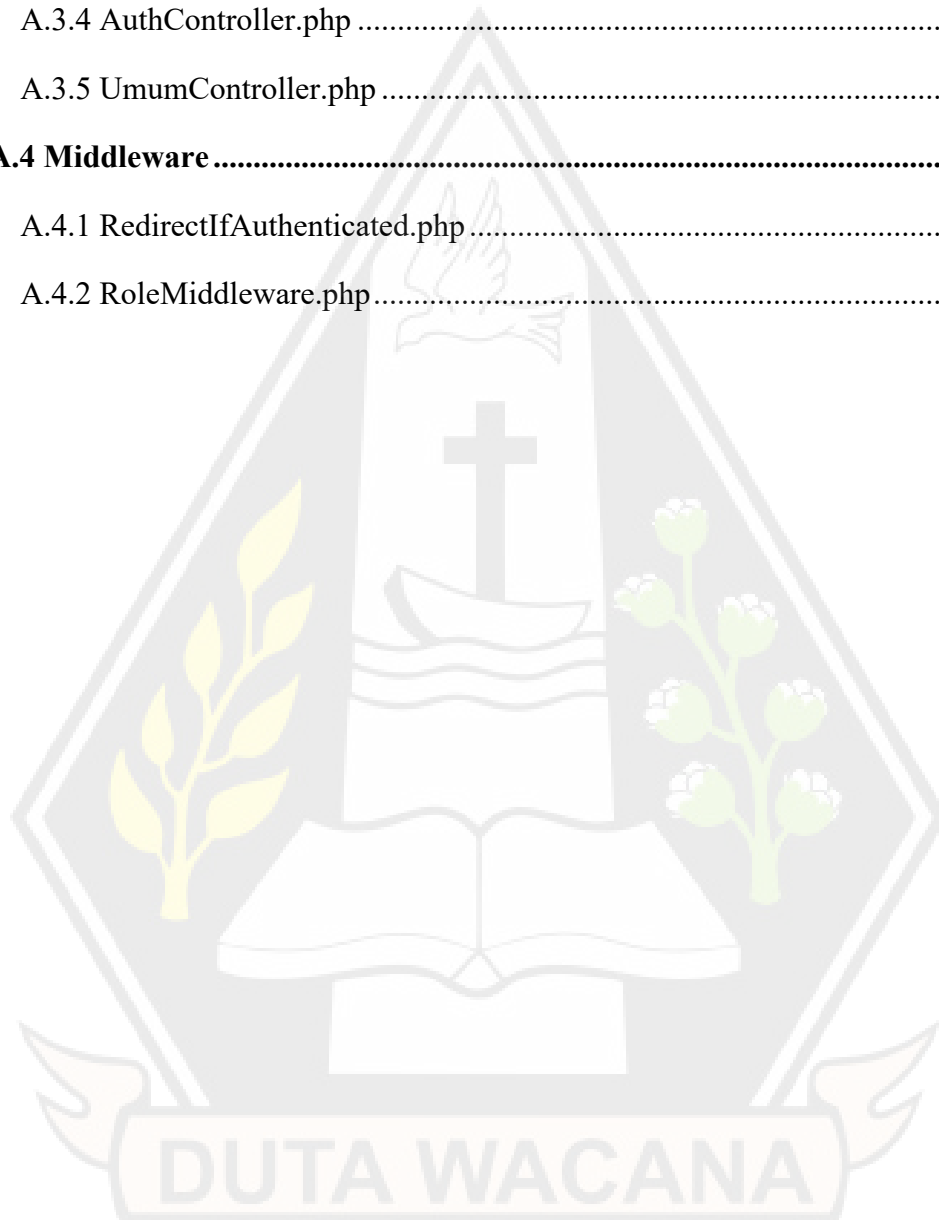 A.3.4 AuthController.php ..........................................................................
A.3.5 UmumController.php .......................................................................
A.4 Middleware ...........................................................................................
A.4.1 RedirectIfAuthenticated.php ...........................................................
A.4.2 RoleMiddleware.php .......................................................................
DUTA WACANA